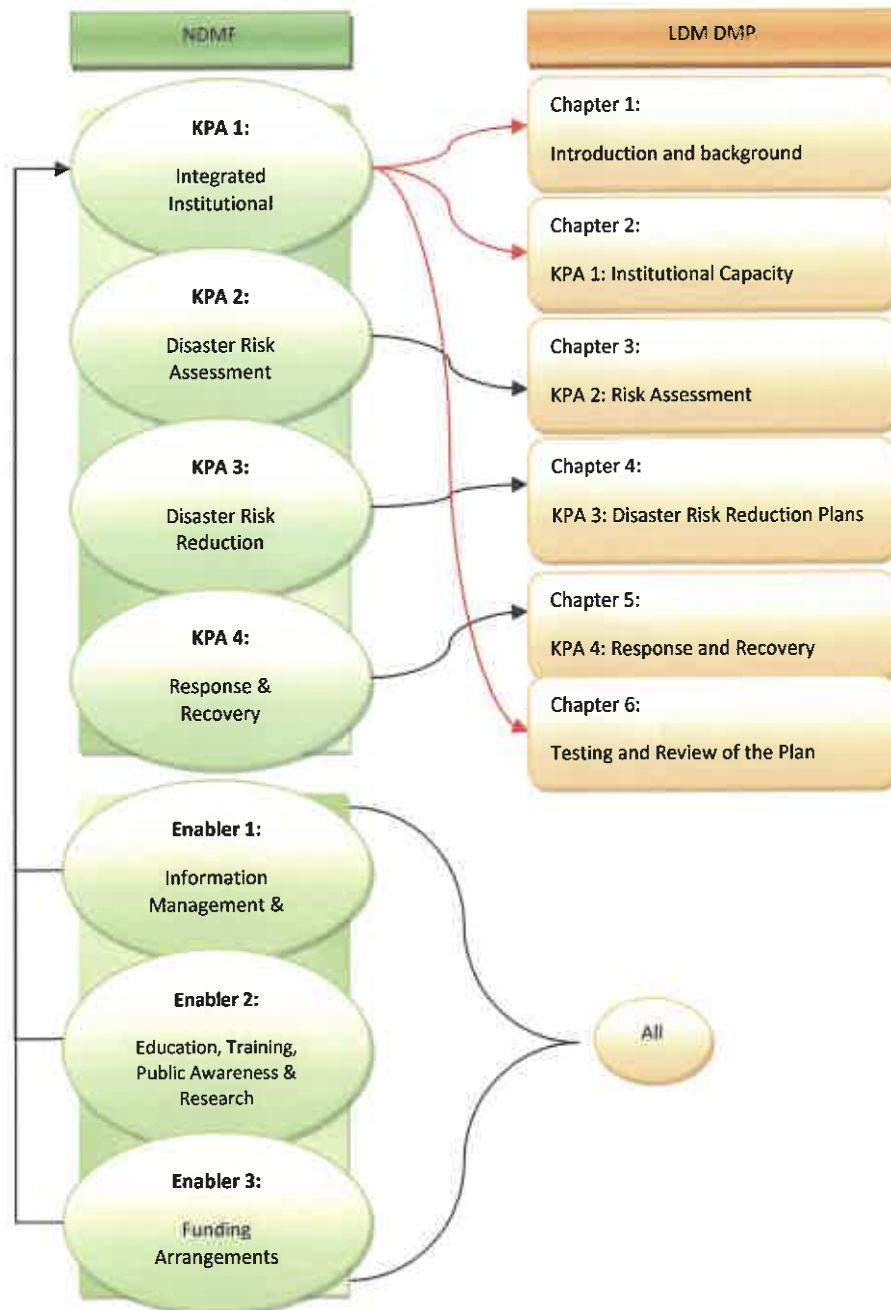 NDMF
LDM DMP
KPA 1:
Integrated
Institutional
KPA 2:
Disaster Risk
Assessment
KPA 3:
Disaster Risk
Reduction
KPA 4:
Response &
Recovery
Enabler 1:
Information
Management &
Enabler 2:
Education, Training,
Public Awareness &
Research
Enabler 3:
Funding
Arrangements
Chapter 1:
Introduction and background
Chapter 2:
KPA 1: Institutional Capacity
Chapter 3:
KPA 2: Risk Assessment
Chapter 4:
KPA 3: Disaster Risk Reduction Plans
Chapter 5:
KPA 4: Response and Recovery
Chapter 6:
Testing and Review of the Plan
All